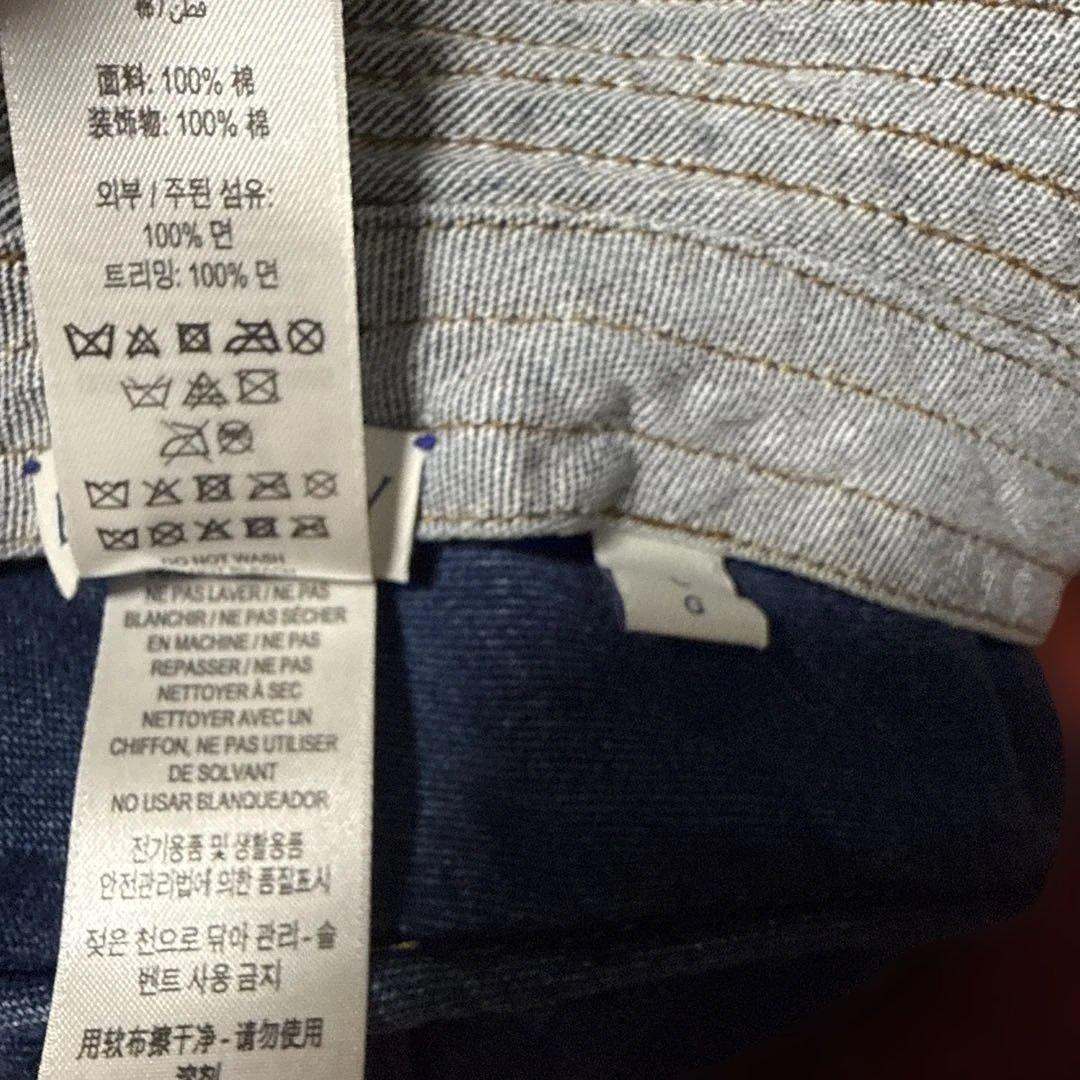 面料: 100% 棉
装饰物: 100% 棉
외부 / 주된 섬유:
100% 면
트리밍: 100% 면
DO NOT WASH
NE PAS LAVER / NE PAS
BLANCHIR / NE PAS SÉCHER
EN MACHINE / NE PAS
REPASSER / NE PAS
NETTOYER À SEC
NETTOYER AVEC UN
CHIFFON, NE PAS UTILISER
DE SOLVANT
NO USAR BLANQUEADOR
전기용품 및 생활용품
안전관리법에 의한 품질표시
젖은 천으로 닦아 관리 - 솔
벤트 사용 금지
用软布擦干净 - 请勿使用
溶剂
G